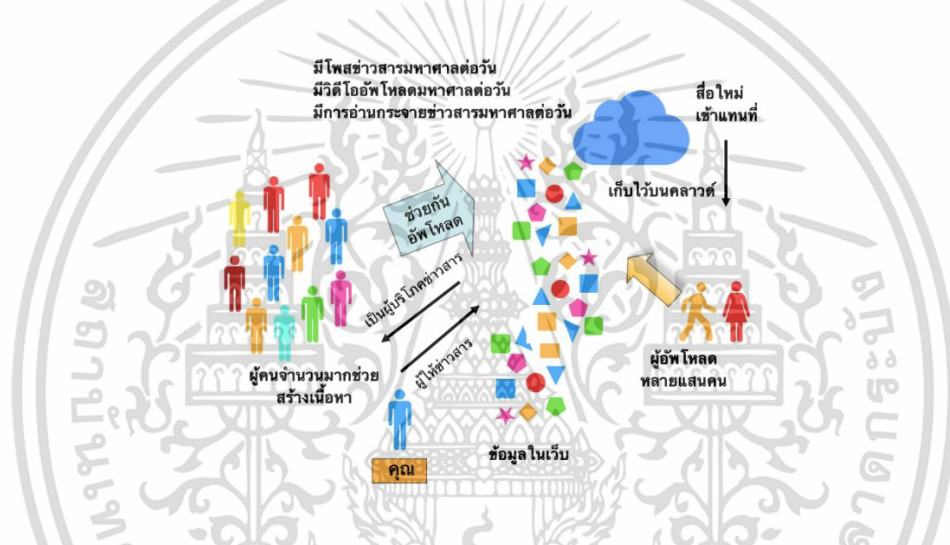 มีโพสข่าวสารมหาศาลต่อวัน
มีวิดีโออัพโหลดมหาศาลต่อวัน
มีการอ่านกระจายข่าวสารมหาศาลต่อวัน
สื่อใหม่
เข้าแทนที่
เก็บไว้บนคลาวด์
ช่วยกัน
อัพโหลด
เป็นผู้บริโภคข่าวสาร
ผู้ให้ข่าวสาร
ผู้คนจำนวนมากช่วย
สร้างเนื้อหา
ผู้อัพโหลด
หลายแสนคน
ข้อมูลในเว็บ
คุณ